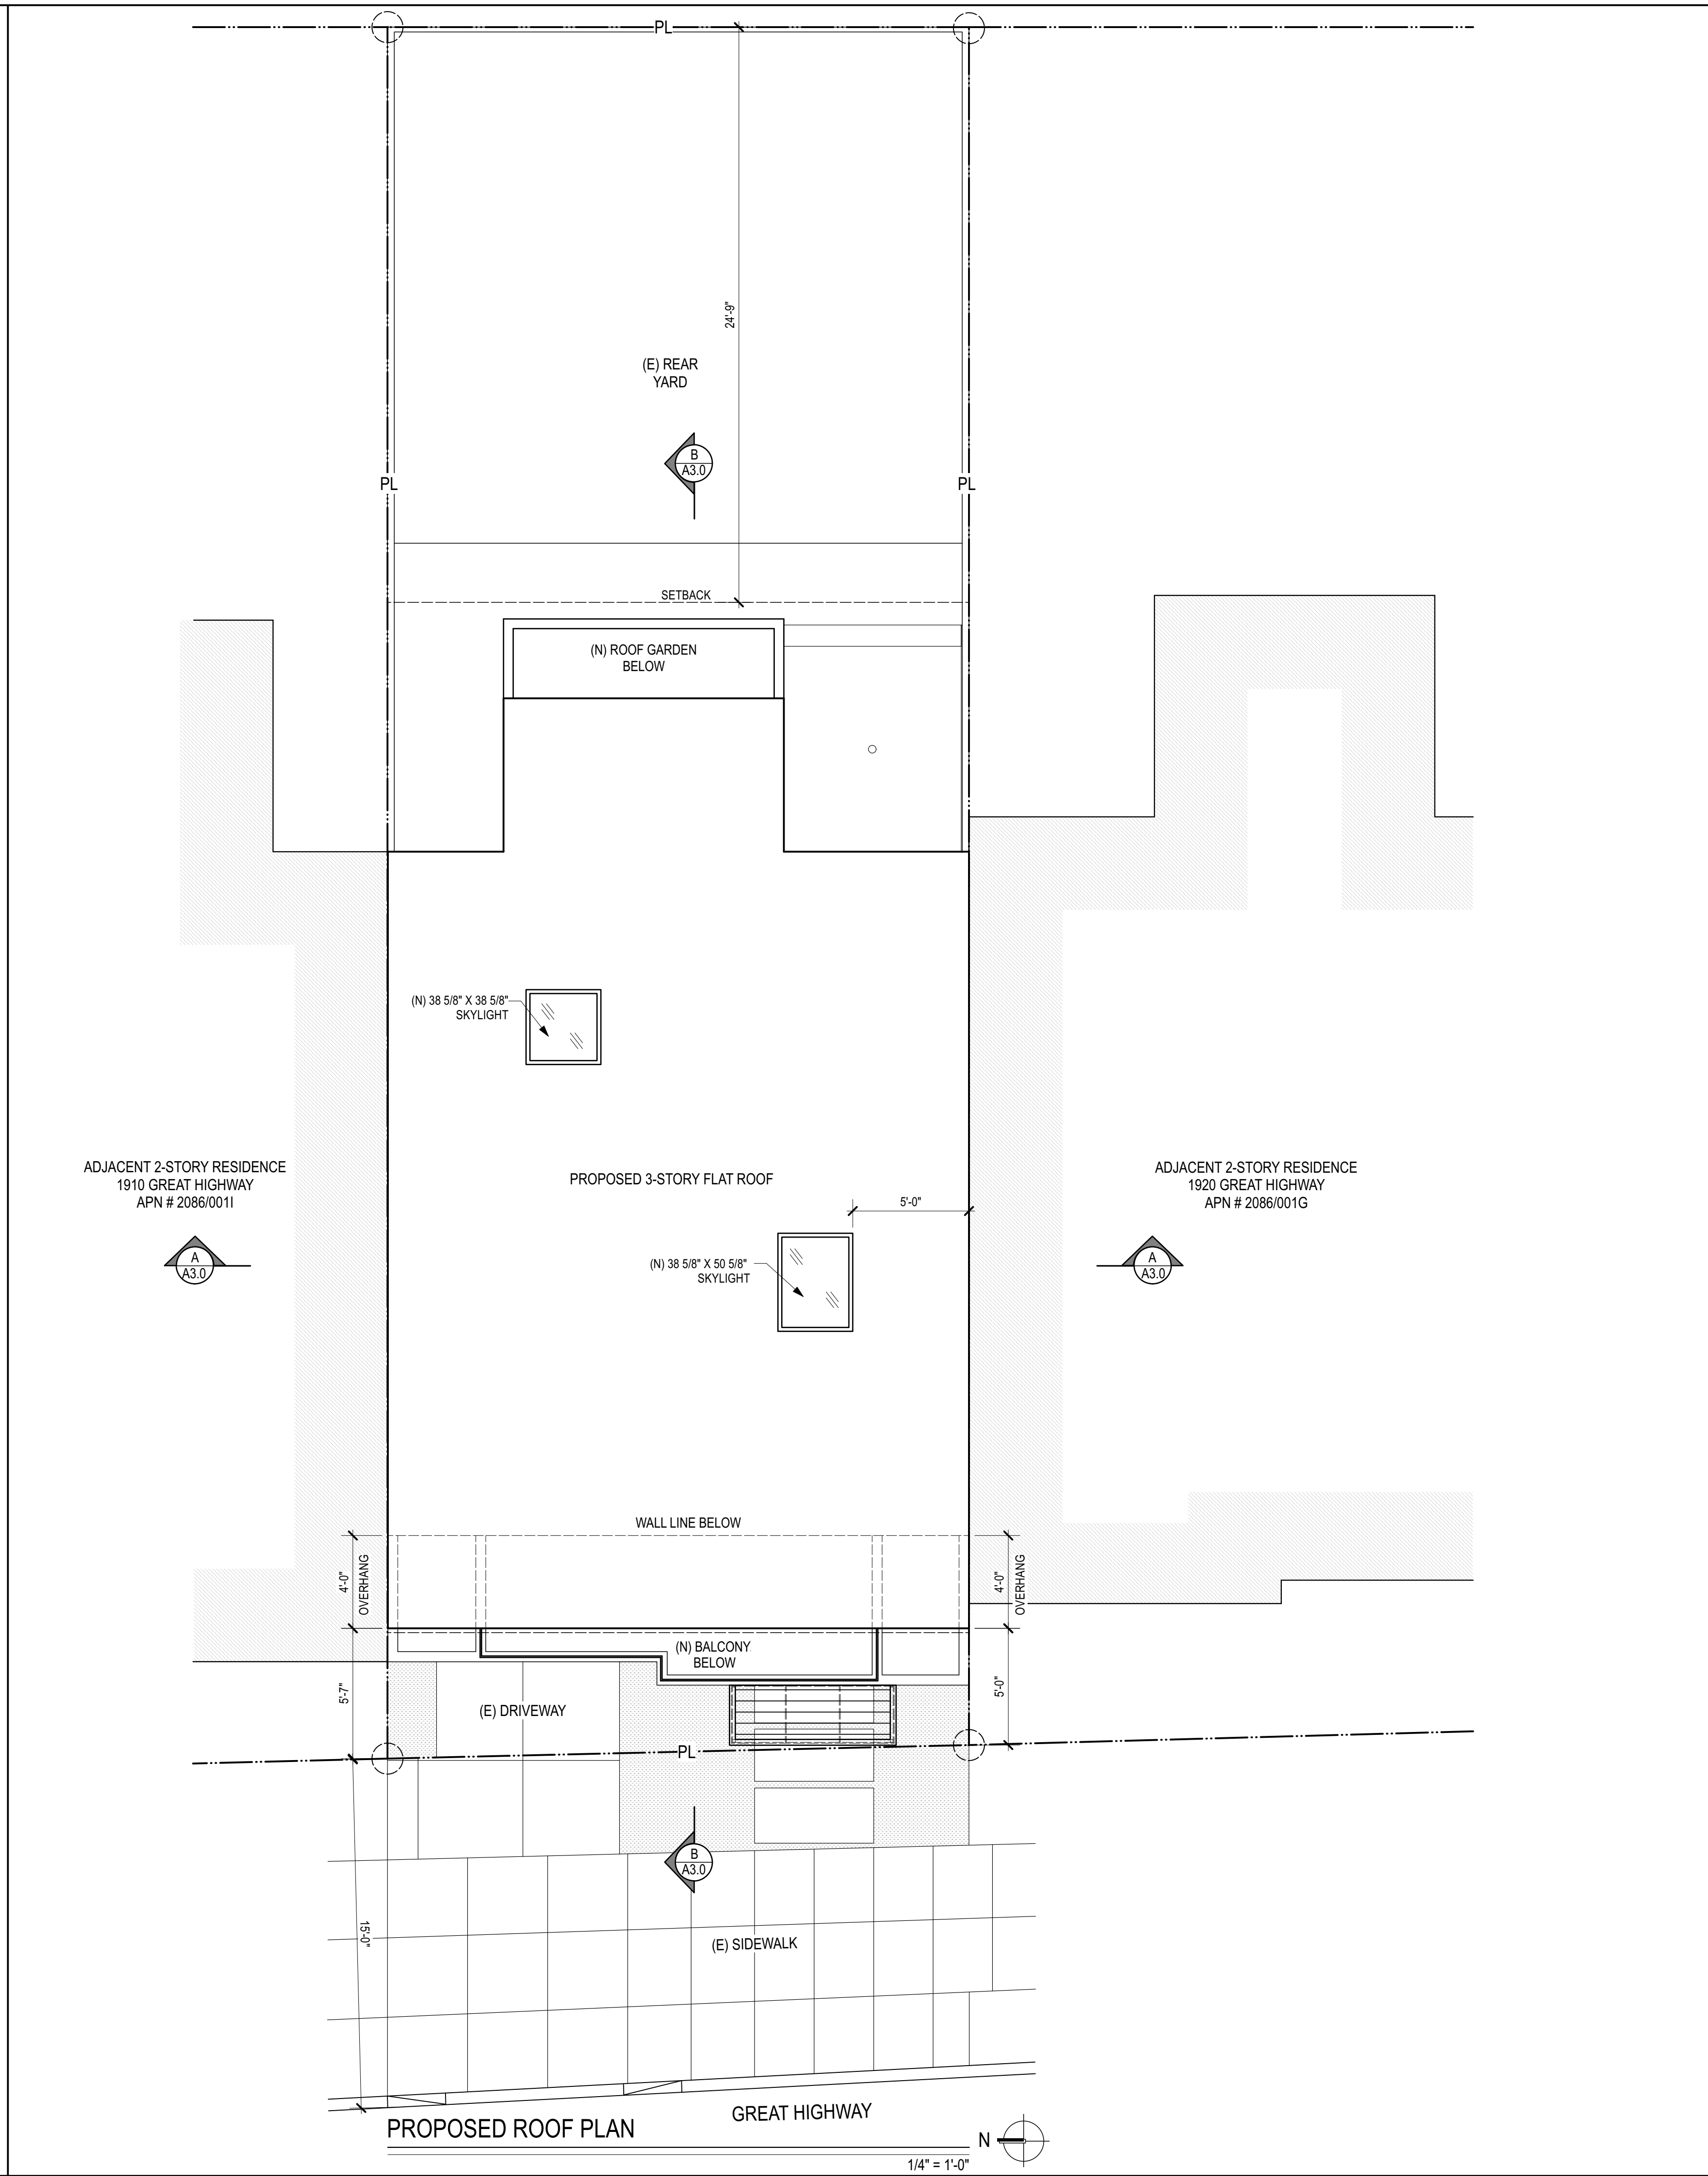 PL
24'-9"
(E) REAR
YARD
B
A3.0
PL
PL
SETBACK
(N) ROOF GARDEN
BELOW
(N) 38 5/8" X 38 5/8"
SKYLIGHT
ADJACENT 2-STORY RESIDENCE
1910 GREAT HIGHWAY
APN # 2086/001I
PROPOSED 3-STORY FLAT ROOF
ADJACENT 2-STORY RESIDENCE
1920 GREAT HIGHWAY
APN # 2086/001G
5'-0"
A
A3.0
(N) 38 5/8" X 50 5/8"
SKYLIGHT
A
A3.0
WALL LINE BELOW
4'-0"
OVERHANG
4'-0"
OVERHANG
(N) BALCONY
BELOW
5'-7"
5'-0"
(E) DRIVEWAY
PL
B
A3.0
15'-0"
(E) SIDEWALK
GREAT HIGHWAY
PROPOSED ROOF PLAN
N
1/4" = 1'-0"